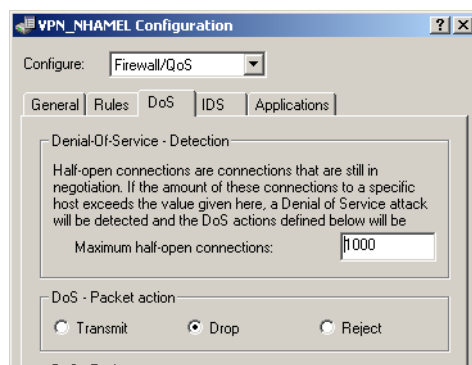 VPN_NHAMEL Configuration
Configure: Firewall/QoS
General Rules DoS IDS Applications
Denial-Of-Service - Detection
Half-open connections are connections that are still in
negotiation. If the amount of these connections to a specific
host exceeds the value given here, a Denial of Service attack
will be detected and the DoS actions defined below will be
Maximum half-open connections: 1000
DoS - Packet action
Transmit Drop Reject